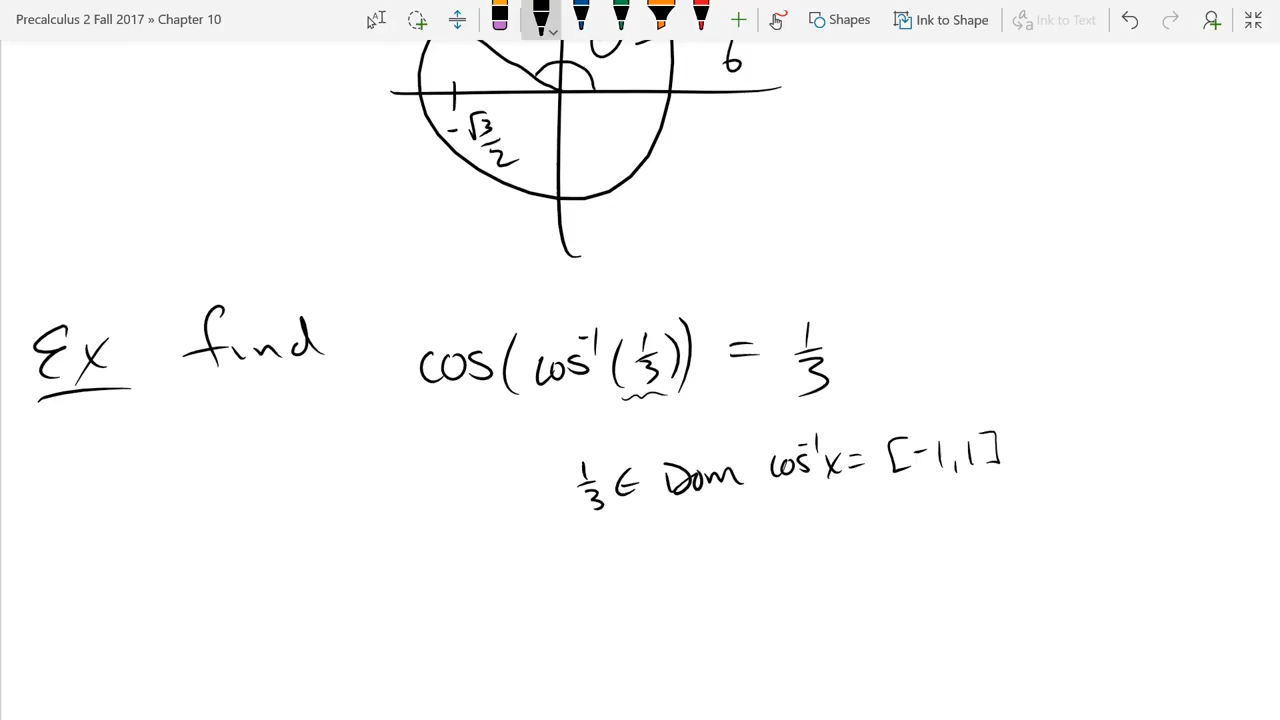 Precalculus 2 Fall 2017 » Chapter 10
Shapes
Ink to Shape
Ink to Text
θ =
6
-√3/2
Ex find cos(cos⁻¹(1/3)) = 1/3
1/3 ∈ Dom cos⁻¹x = [-1,1]